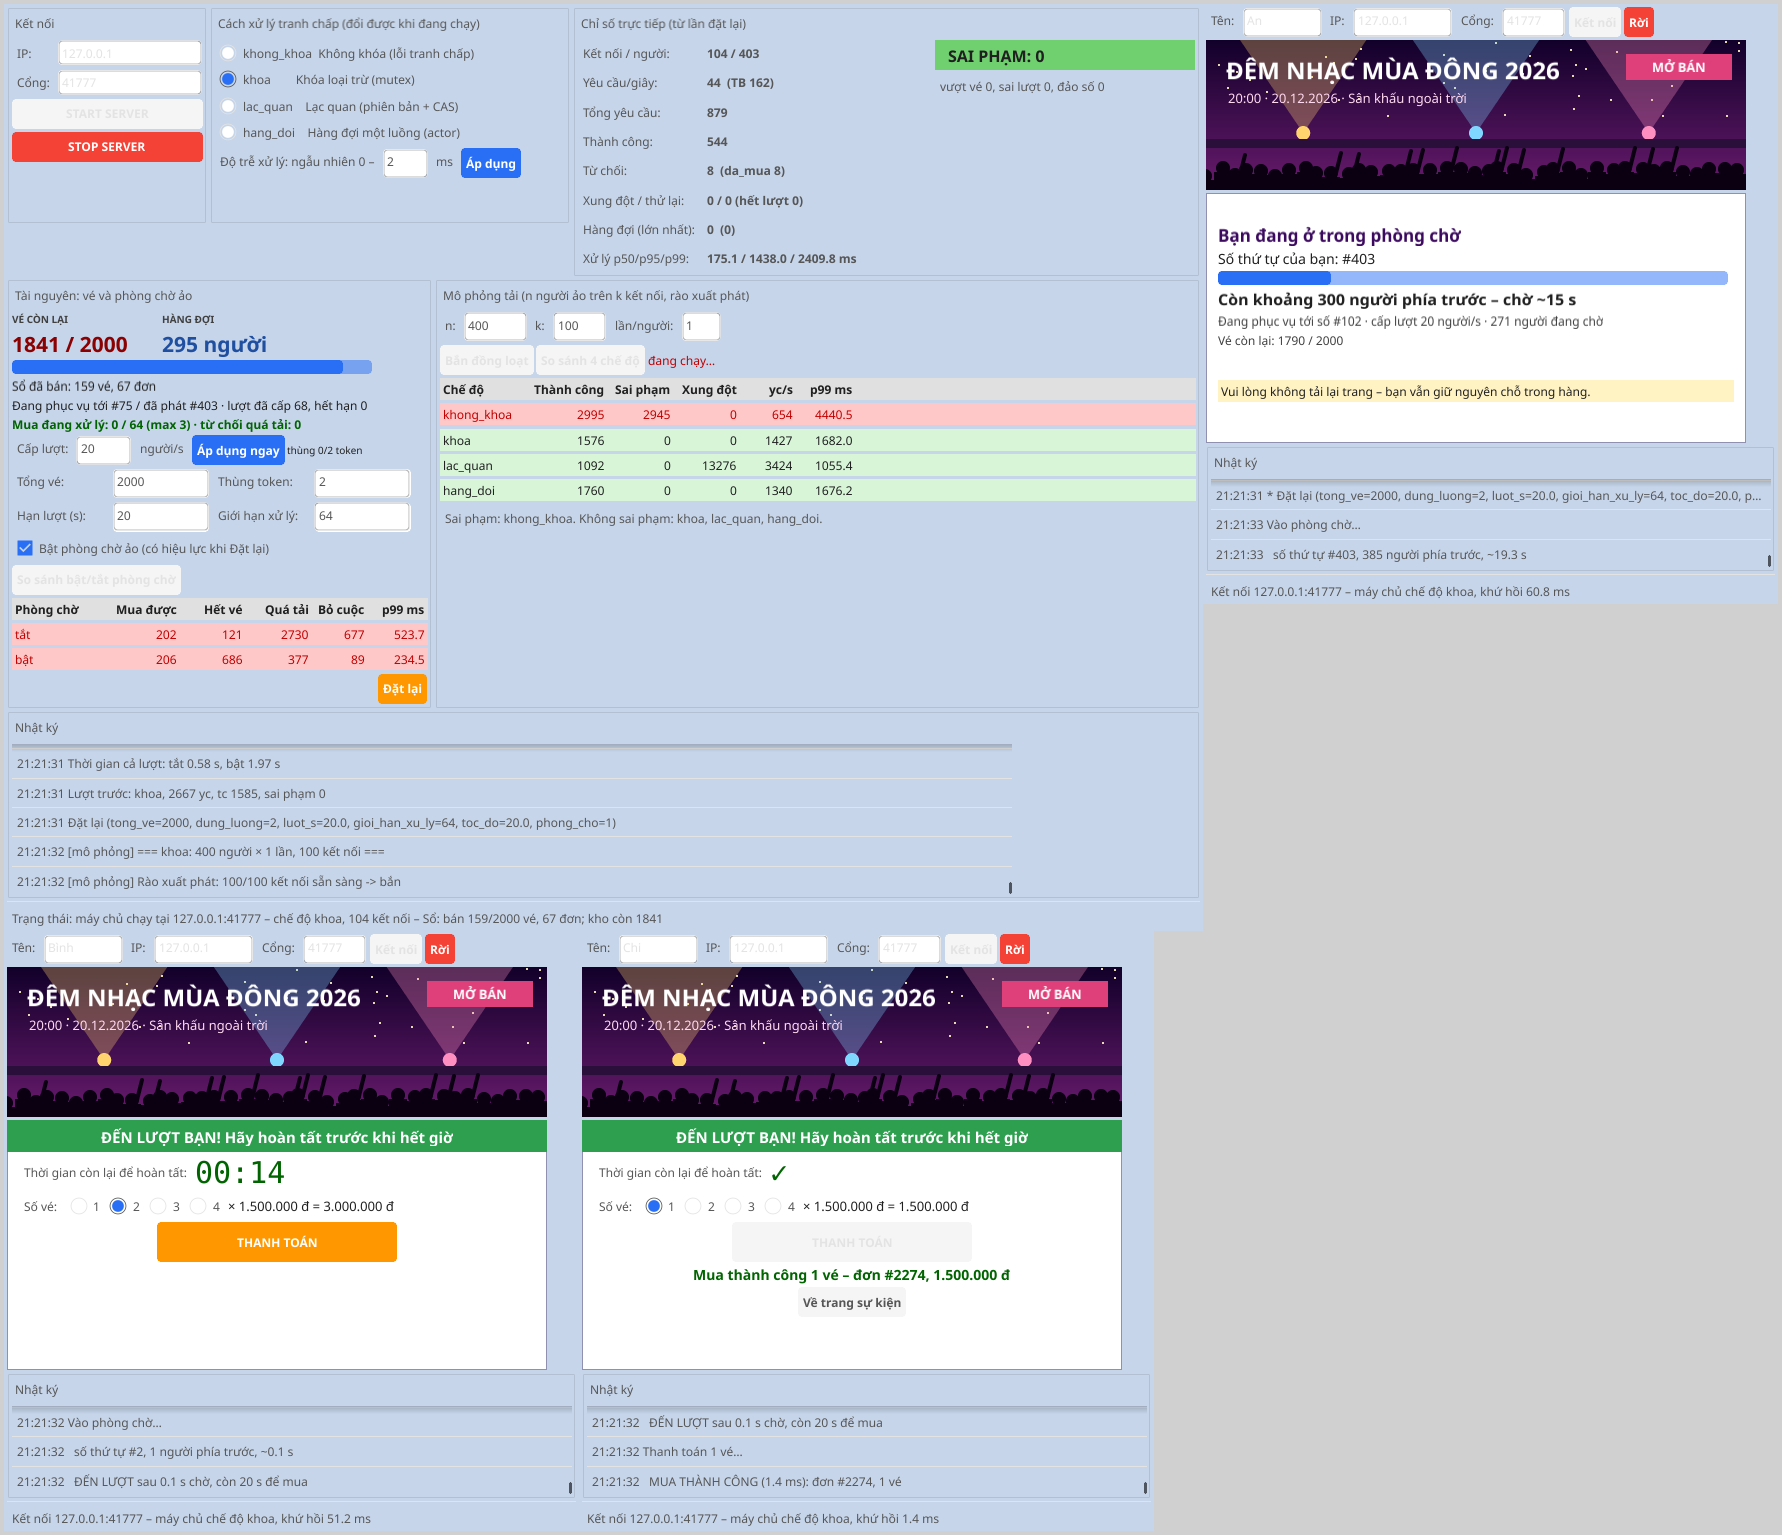 Kết nối
IP: 127.0.0.1
Cổng: 41777
START SERVER
STOP SERVER
Cách xử lý tranh chấp (đổi được khi đang chạy)
khong_khoa Không khóa (lỗi tranh chấp)
khoa Khóa loại trừ (mutex)
lac_quan Lạc quan (phiên bản + CAS)
hang_doi Hàng đợi một luồng (actor)
Độ trễ xử lý: ngẫu nhiên 0 – 2 ms Áp dụng
Chỉ số trực tiếp (từ lần đặt lại)
Kết nối / người: 104 / 403
Yêu cầu/giây: 44 (TB 162)
Tổng yêu cầu: 879
Thành công: 544
Từ chối: 8 (da_mua 8)
Xung đột / thử lại: 0 / 0 (hết lượt 0)
Hàng đợi (lớn nhất): 0 (0)
Xử lý p50/p95/p99: 175.1 / 1438.0 / 2409.8 ms
SAI PHẠM: 0
vượt vé 0, sai lượt 0, đảo số 0
Tên: An IP: 127.0.0.1 Cổng: 41777 Kết nối Rời
ĐÊM NHẠC MÙA ĐÔNG 2026
MỞ BÁN
20:00 · 20.12.2026 · Sân khấu ngoài trời
Bạn đang ở trong phòng chờ
Số thứ tự của bạn: #403
Còn khoảng 300 người phía trước – chờ ~15 s
Đang phục vụ tới số #102 · cấp lượt 20 người/s · 271 người đang chờ
Vé còn lại: 1790 / 2000
Vui lòng không tải lại trang – bạn vẫn giữ nguyên chỗ trong hàng.
Nhật ký
21:21:31 * Đặt lại (tong_ve=2000, dung_luong=2, luot_s=20.0, gioi_han_xu_ly=64, toc_do=20.0, p...
21:21:33 Vào phòng chờ...
21:21:33 số thứ tự #403, 385 người phía trước, ~19.3 s
Kết nối 127.0.0.1:41777 – máy chủ chế độ khoa, khứ hồi 60.8 ms
Tài nguyên: vé và phòng chờ ảo
VÉ CÒN LẠI HÀNG ĐỢI
1841 / 2000 295 người
Sổ đã bán: 159 vé, 67 đơn
Đang phục vụ tới #75 / đã phát #403 · lượt đã cấp 68, hết hạn 0
Mua đang xử lý: 0 / 64 (max 3) · từ chối quá tải: 0
Cấp lượt: 20 người/s Áp dụng ngay thùng 0/2 token
Tổng vé: 2000 Thùng token: 2
Hạn lượt (s): 20 Giới hạn xử lý: 64
Bật phòng chờ ảo (có hiệu lực khi Đặt lại)
So sánh bật/tắt phòng chờ
Phòng chờ Mua được Hết vé Quá tải Bỏ cuộc p99 ms
tắt 202 121 2730 677 523.7
bật 206 686 377 89 234.5
Đặt lại
Mô phỏng tải (n người ảo trên k kết nối, rào xuất phát)
n: 400 k: 100 lần/người: 1
Bắn đồng loạt So sánh 4 chế độ đang chạy...
Chế độ Thành công Sai phạm Xung đột yc/s p99 ms
khong_khoa 2995 2945 0 654 4440.5
khoa 1576 0 0 1427 1682.0
lac_quan 1092 0 13276 3424 1055.4
hang_doi 1760 0 0 1340 1676.2
Sai phạm: khong_khoa. Không sai phạm: khoa, lac_quan, hang_doi.
Nhật ký
21:21:31 Thời gian cả lượt: tắt 0.58 s, bật 1.97 s
21:21:31 Lượt trước: khoa, 2667 yc, tc 1585, sai phạm 0
21:21:31 Đặt lại (tong_ve=2000, dung_luong=2, luot_s=20.0, gioi_han_xu_ly=64, toc_do=20.0, phong_cho=1)
21:21:32 [mô phỏng] === khoa: 400 người × 1 lần, 100 kết nối ===
21:21:32 [mô phỏng] Rào xuất phát: 100/100 kết nối sẵn sàng -> bắn
Trạng thái: máy chủ chạy tại 127.0.0.1:41777 – chế độ khoa, 104 kết nối – Sổ: bán 159/2000 vé, 67 đơn; kho còn 1841
Tên: Bình IP: 127.0.0.1 Cổng: 41777 Kết nối Rời
ĐÊM NHẠC MÙA ĐÔNG 2026
MỞ BÁN
20:00 · 20.12.2026 · Sân khấu ngoài trời
ĐẾN LƯỢT BẠN! Hãy hoàn tất trước khi hết giờ
Thời gian còn lại để hoàn tất: 00:14
Số vé: 1 2 3 4 × 1.500.000 đ = 3.000.000 đ
THANH TOÁN
Nhật ký
21:21:32 Vào phòng chờ...
21:21:32 số thứ tự #2, 1 người phía trước, ~0.1 s
21:21:32 ĐẾN LƯỢT sau 0.1 s chờ, còn 20 s để mua
Kết nối 127.0.0.1:41777 – máy chủ chế độ khoa, khứ hồi 51.2 ms
Tên: Chi IP: 127.0.0.1 Cổng: 41777 Kết nối Rời
ĐÊM NHẠC MÙA ĐÔNG 2026
MỞ BÁN
20:00 · 20.12.2026 · Sân khấu ngoài trời
ĐẾN LƯỢT BẠN! Hãy hoàn tất trước khi hết giờ
Thời gian còn lại để hoàn tất: ✓
Số vé: 1 2 3 4 × 1.500.000 đ = 1.500.000 đ
THANH TOÁN
Mua thành công 1 vé – đơn #2274, 1.500.000 đ
Về trang sự kiện
Nhật ký
21:21:32 ĐẾN LƯỢT sau 0.1 s chờ, còn 20 s để mua
21:21:32 Thanh toán 1 vé...
21:21:32 MUA THÀNH CÔNG (1.4 ms): đơn #2274, 1 vé
Kết nối 127.0.0.1:41777 – máy chủ chế độ khoa, khứ hồi 1.4 ms